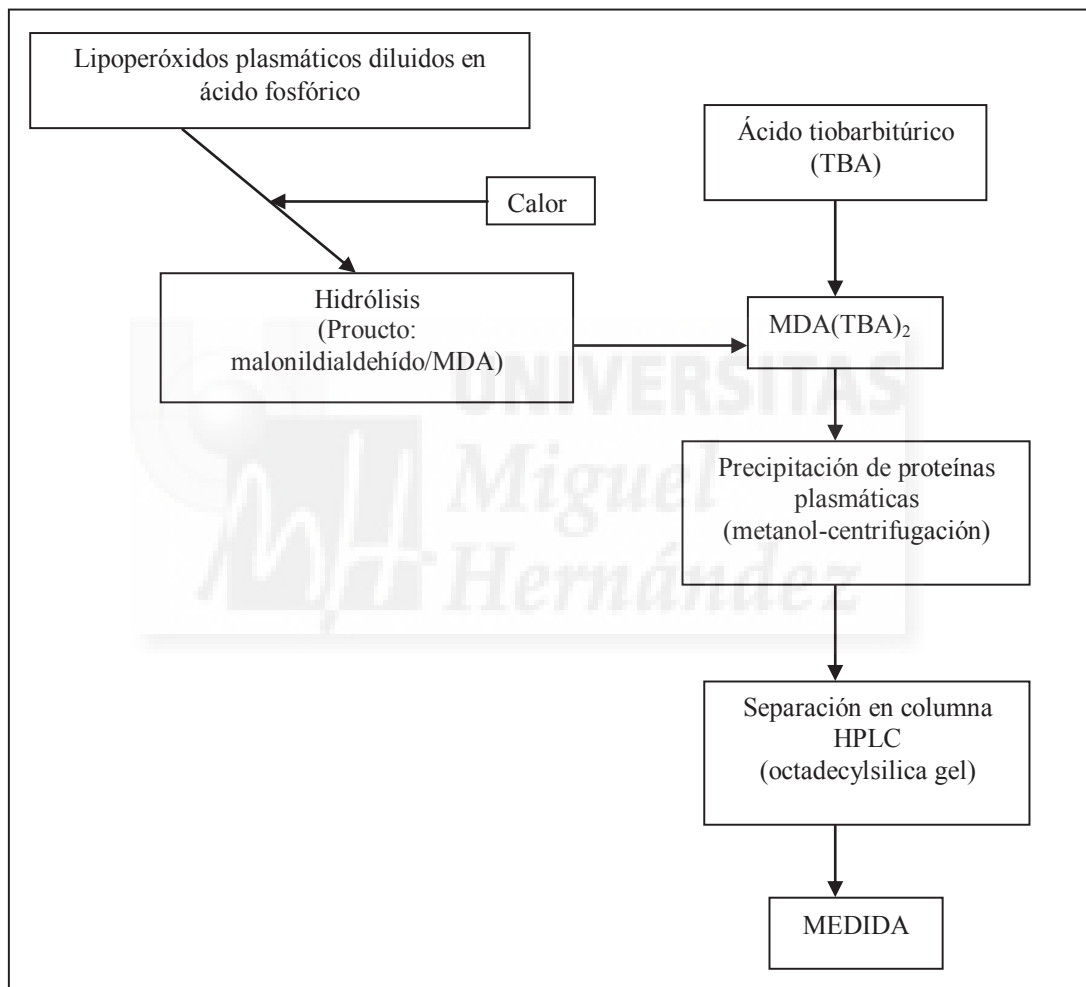 Lipoperóxidos plasmáticos diluidos en
ácido fosfórico
Ácido tiobarbitúrico
(TBA)
Calor
Hidrólisis
(Proucto:
malonildialdehído/MDA)
MDA(TBA)₂
Precipitación de proteínas
plasmáticas
(metanol-centrifugación)
Separación en columna
HPLC
(octadecylsilica gel)
MEDIDA
UNIVERSITAS
Miguel
Hernández